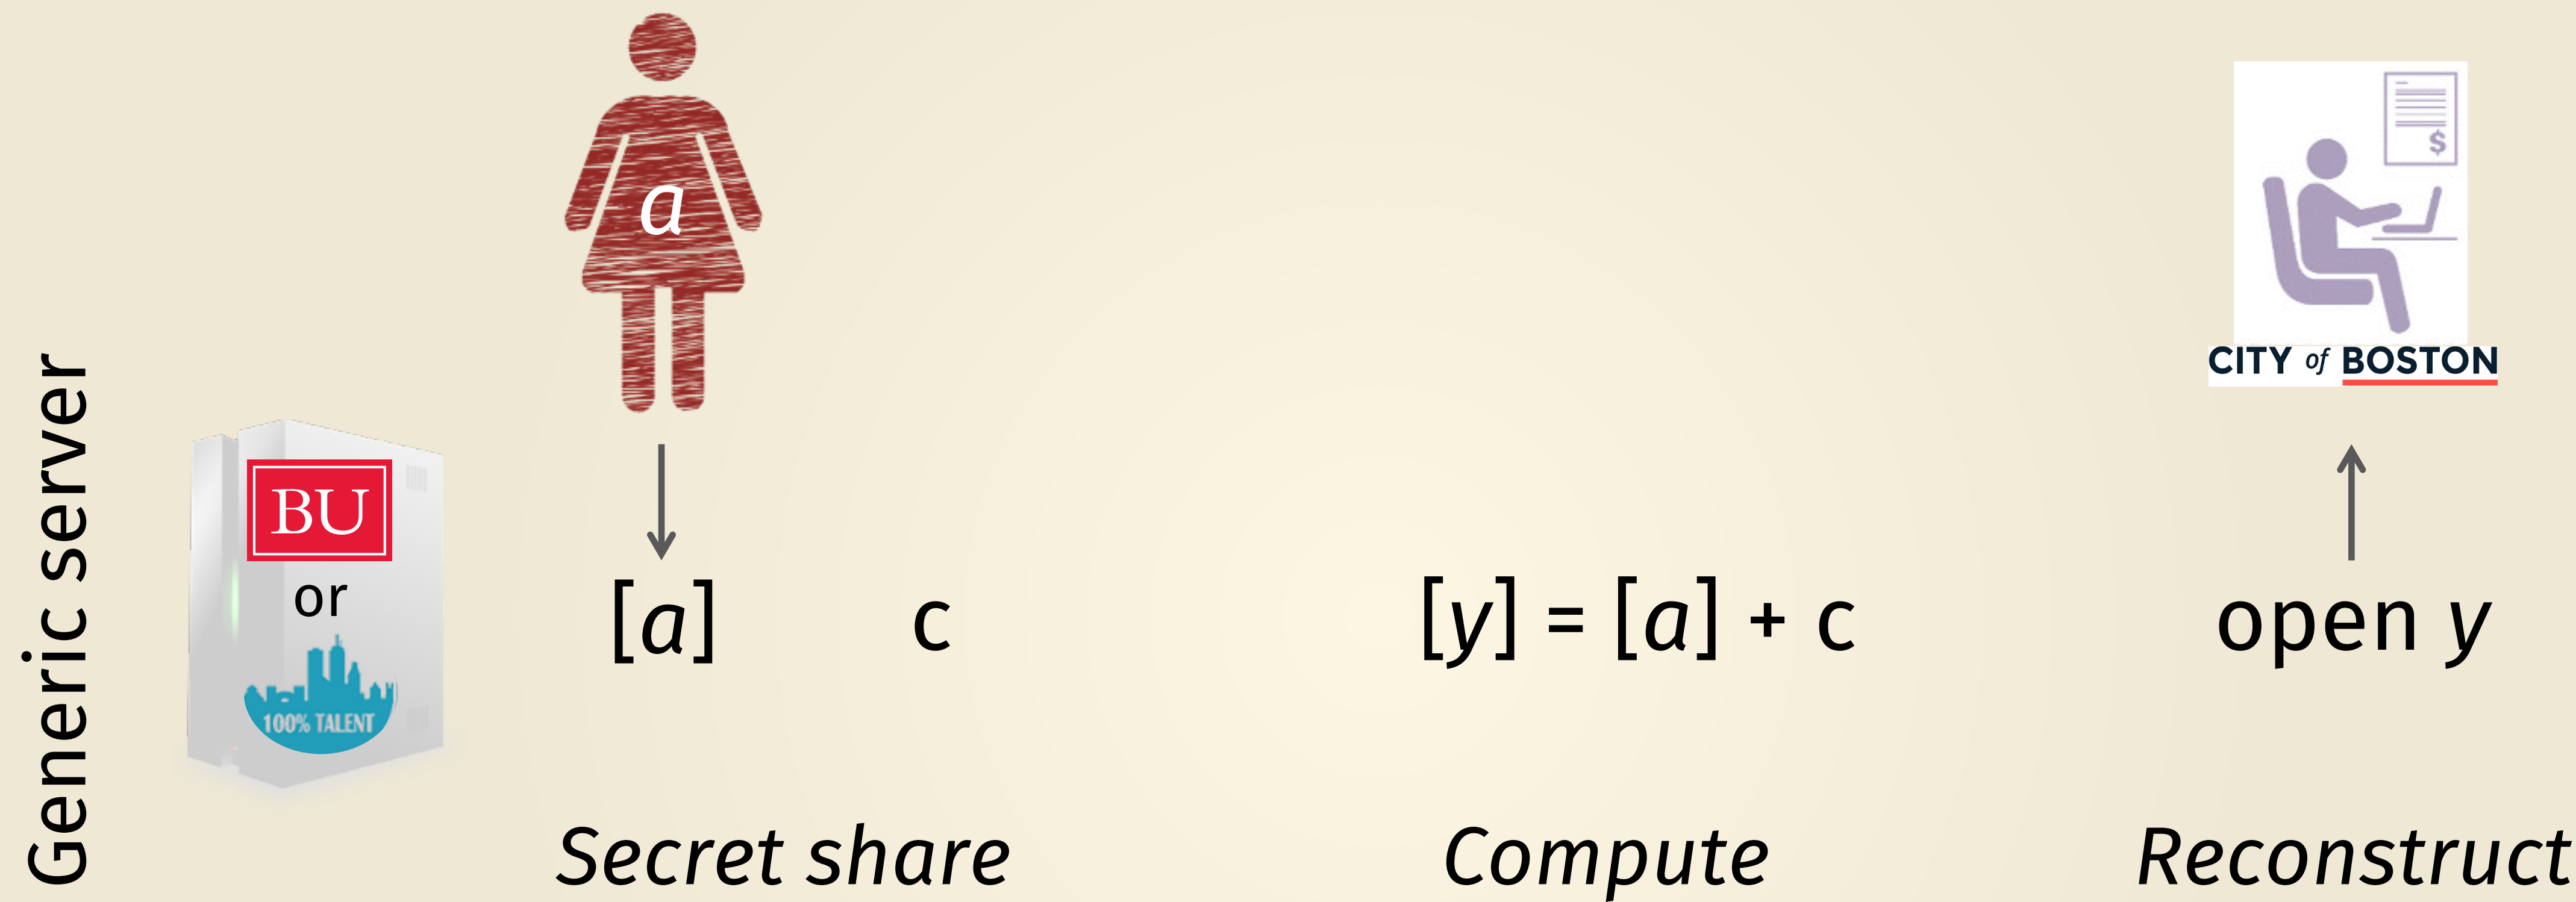 a
$
CITY of BOSTON
Generic server
BU
or
100% TALENT
[a]
c
[y] = [a] + c
open y
Secret share
Compute
Reconstruct